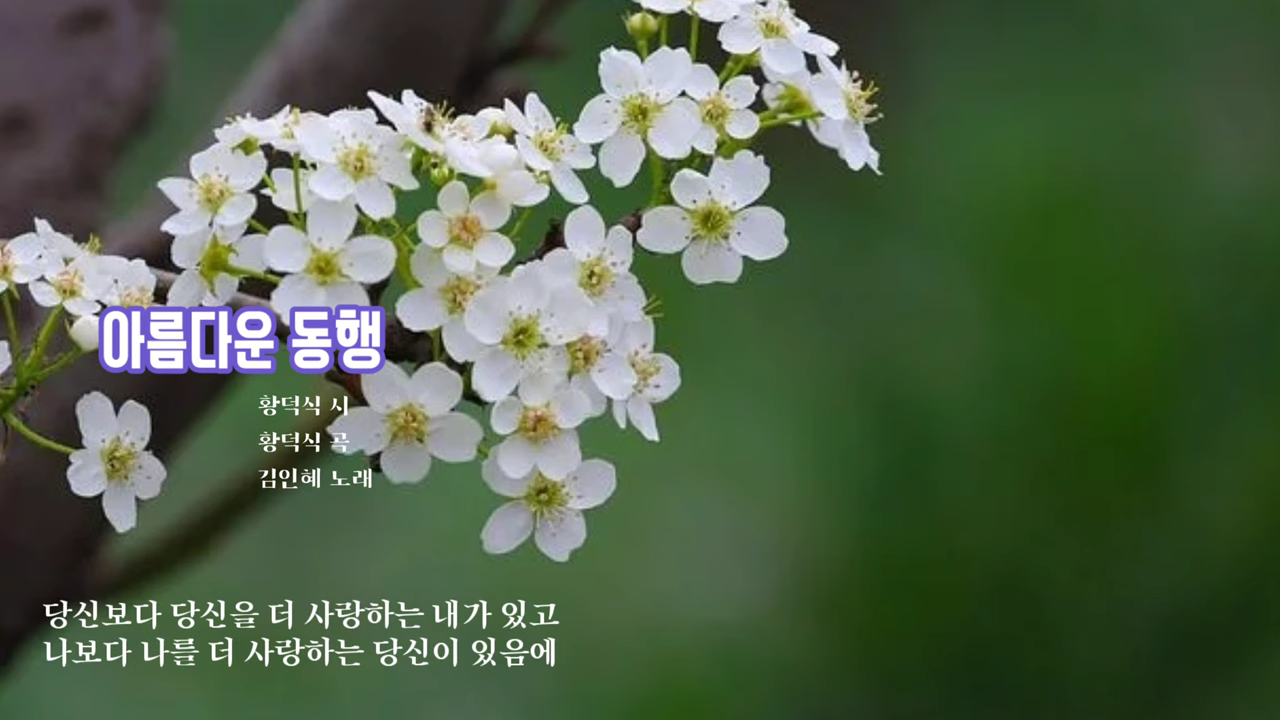 아름다운 동행
황덕식 시
황덕식 곡
김인혜 노래
당신보다 당신을 더 사랑하는 내가 있고
나보다 나를 더 사랑하는 당신이 있음에